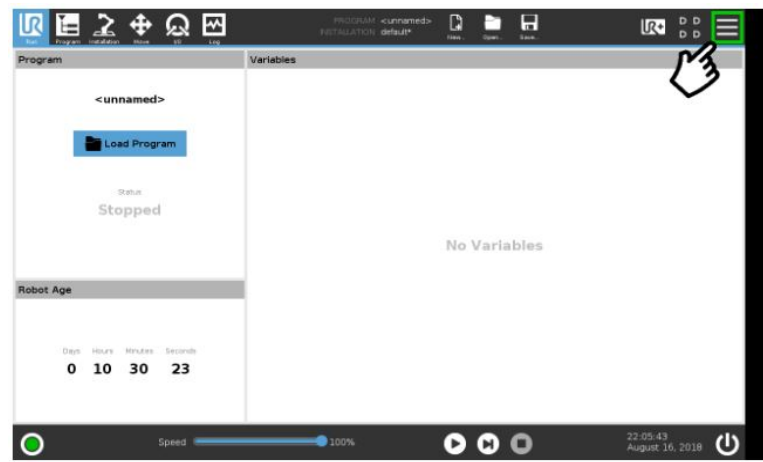 PROGRAM <unnamed>
INSTALLATION default*
UR
Run
Program
Installation
Move
I/O
Log
New...
Open...
Save...
UR+
D D
D D
Program
Variables
<unnamed>
Load Program
Status
Stopped
No Variables
Robot Age
Days Hours Minutes Seconds
0 10 30 23
Speed
100%
22:05:43
August 16, 2018